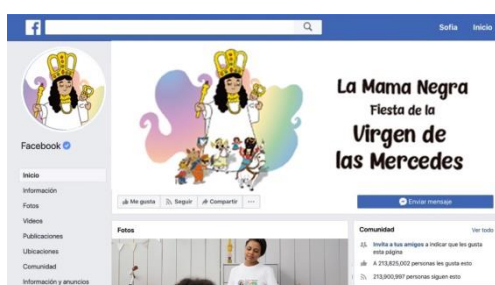 f
Sofia Inicio
La Mama Negra
Fiesta de la
Virgen de
las Mercedes
Facebook
Inicio
Información
Fotos
Vídeos
Publicaciones
Ubicaciones
Comunidad
Información y anuncios
Me gusta Seguir Compartir ...
Enviar mensaje
Fotos
Comunidad Ver todo
Invita a tus amigos a indicar que les gusta
esta página
A 213,825,002 personas les gusta esto
213,900,997 personas siguen esto